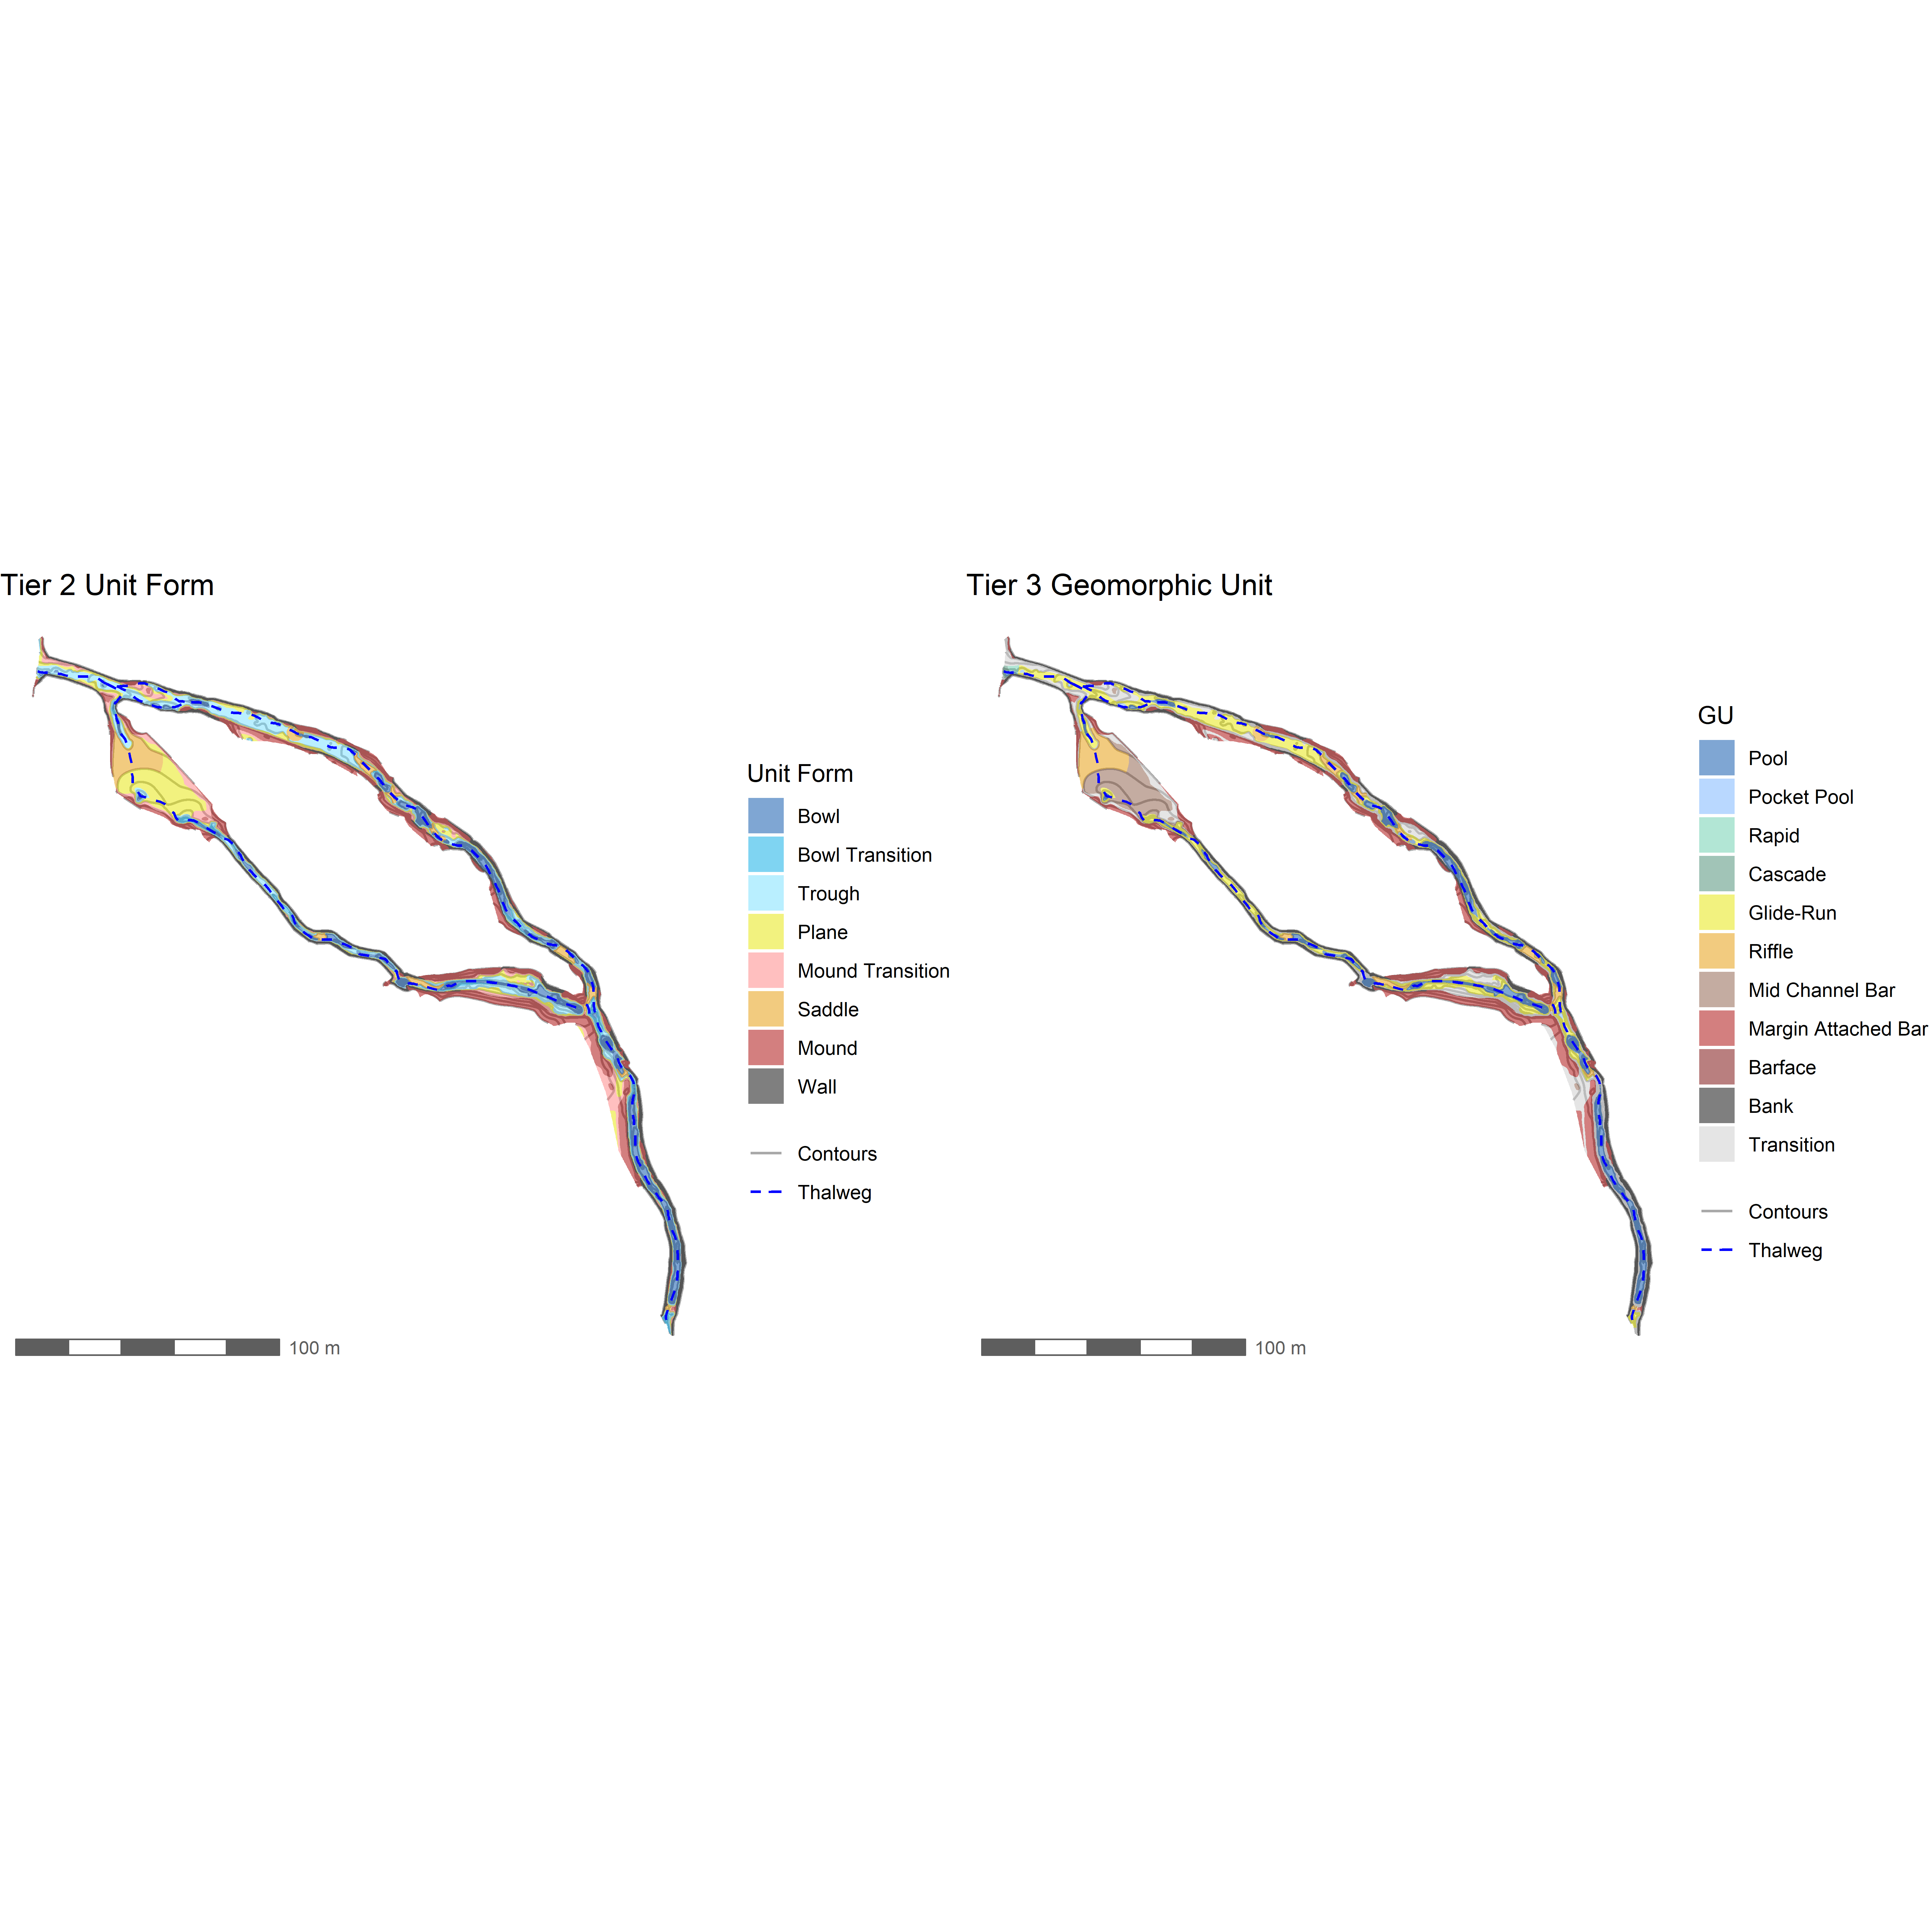 Tier 2 Unit Form
Unit Form
Bowl
Bowl Transition
Trough
Plane
Mound Transition
Saddle
Mound
Wall
Contours
Thalweg
100 m
Tier 3 Geomorphic Unit
GU
Pool
Pocket Pool
Rapid
Cascade
Glide-Run
Riffle
Mid Channel Bar
Margin Attached Bar
Barface
Bank
Transition
Contours
Thalweg
100 m